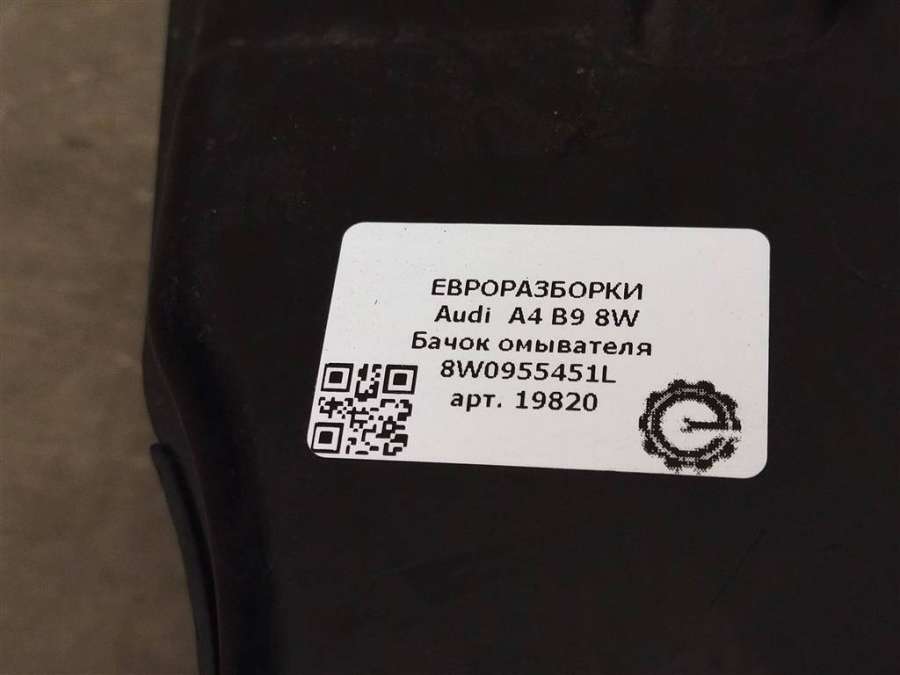 ЕВРОРАЗБОРКИ
Audi A4 B9 8W
Бачок омывателя
8W0955451L
арт. 19820